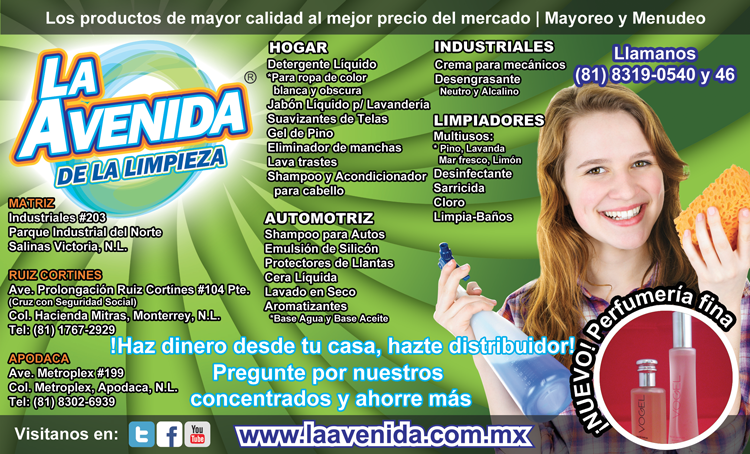 Los productos de mayor calidad al mejor precio del mercado | Mayoreo y Menudeo
LA
AVENIDA
®
DE LA LIMPIEZA
MATRIZ
Industriales #203
Parque Industrial del Norte
Salinas Victoria, N.L.
RUIZ CORTINES
Ave. Prolongación Ruiz Cortines #104 Pte.
(Cruz con Seguridad Social)
Col. Hacienda Mitras, Monterrey, N.L.
Tel: (81) 1767-2929
APODACA
Ave. Metroplex #199
Col. Metroplex, Apodaca, N.L.
Tel: (81) 8302-6939
HOGAR
Detergente Líquido
*Para ropa de color
blanca y obscura
Jabón Liquido p/ Lavandería
Suavizantes de Telas
Gel de Pino
Eliminador de manchas
Lava trastes
Shampoo y Acondicionador
para cabello
AUTOMOTRIZ
Shampoo para Autos
Emulsión de Silicón
Protectores de Llantas
Cera Liquida
Lavado en Seco
Aromatizantes
*Base Agua y Base Aceite
INDUSTRIALES
Crema para mecánicos
Desengrasante
Neutro y Alcalino
LIMPIADORES
Multiusos:
* Pino, Lavanda
Mar fresco, Limón
Desinfectante
Sarricida
Cloro
Limpia-Baños
Llamanos
(81) 8319-0540 y 46
!Haz dinero desde tu casa, hazte distribuidor!
Pregunte por nuestros
concentrados y ahorre más
¡NUEVO! Perfumería fina
VOGEL
VOGEL
Visitanos en:
You
Tube
www.laavenida.com.mx